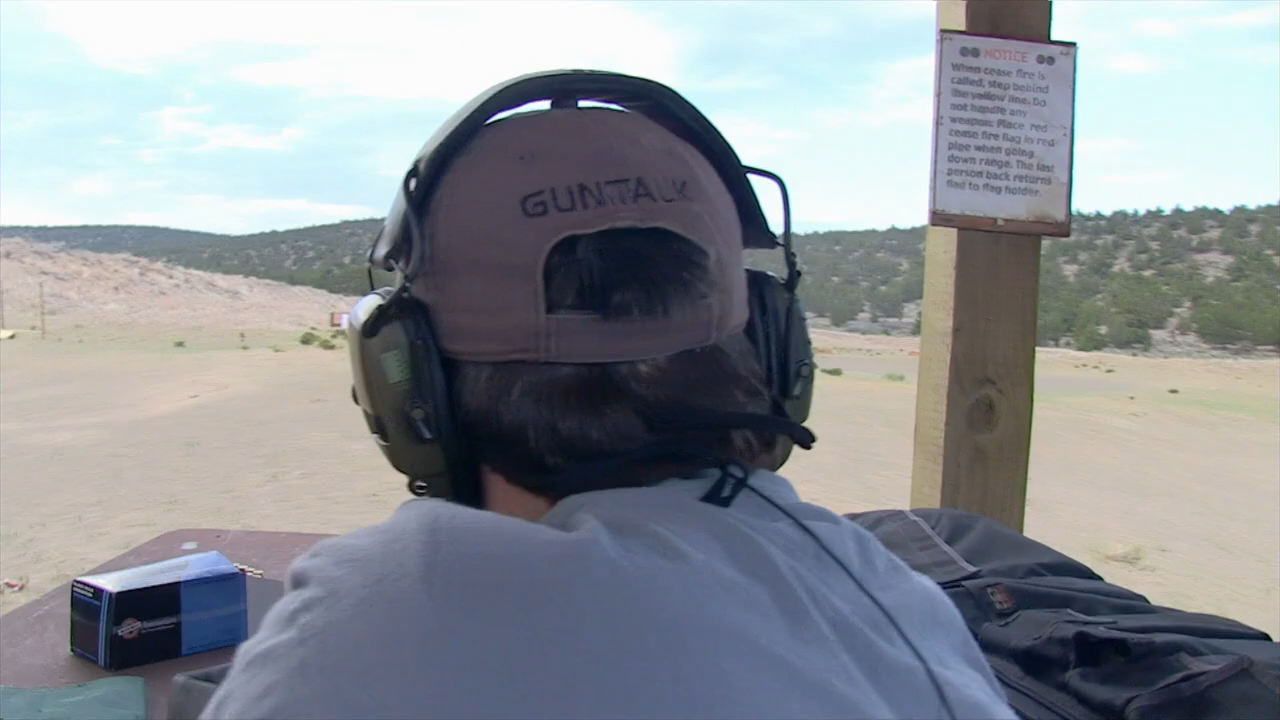 GUNTALK
NOTICE
When cease fire is
called, step behind
the yellow line. Do
not handle any
weapon. Place red
cease fire flag in red
pipe when going
down range. The last
person back returns
flad to flag holder.